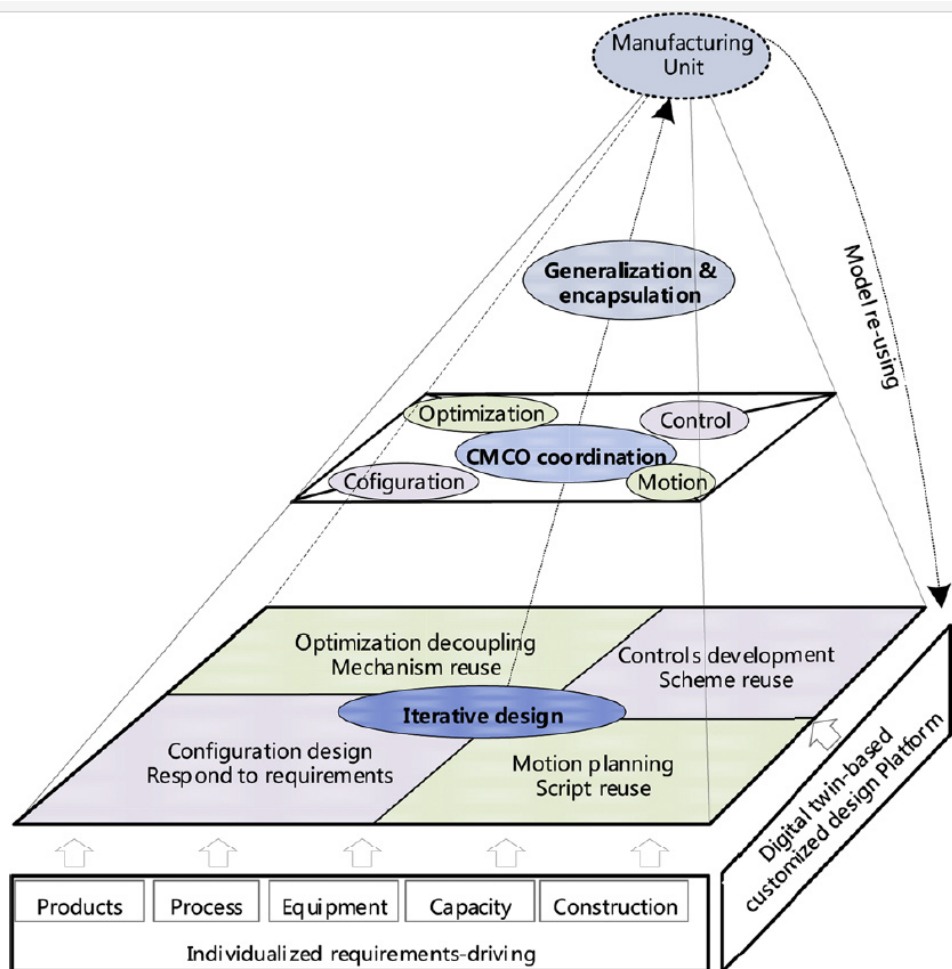 Manufacturing
Unit
Generalization &
encapsulation
Model re-using
Optimization
Control
CMCO coordination
Cofiguration
Motion
Optimization decoupling
Mechanism reuse
Controls development
Scheme reuse
Iterative design
Configuration design
Respond to requirements
Motion planning
Script reuse
Digital twin-based
customized design Platform
Products
Process
Equipment
Capacity
Construction
Individualized requirements-driving